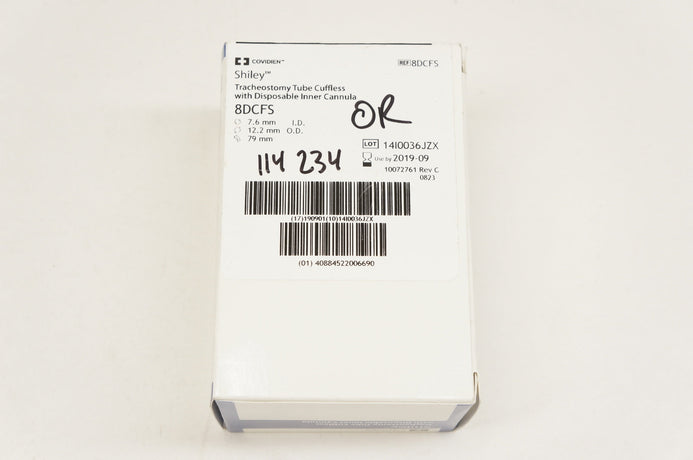 COVIDIEN™
REF 8DCFS
Shiley™
Tracheostomy Tube Cuffless
with Disposable Inner Cannula
8DCFS
OR
7.6 mm I.D.
12.2 mm O.D.
79 mm
LOT 14I0036JZX
Use by 2019-09
114 234
10072761 Rev C
0823
(17)190901(10)14I0036JZX
(01) 40884522006690